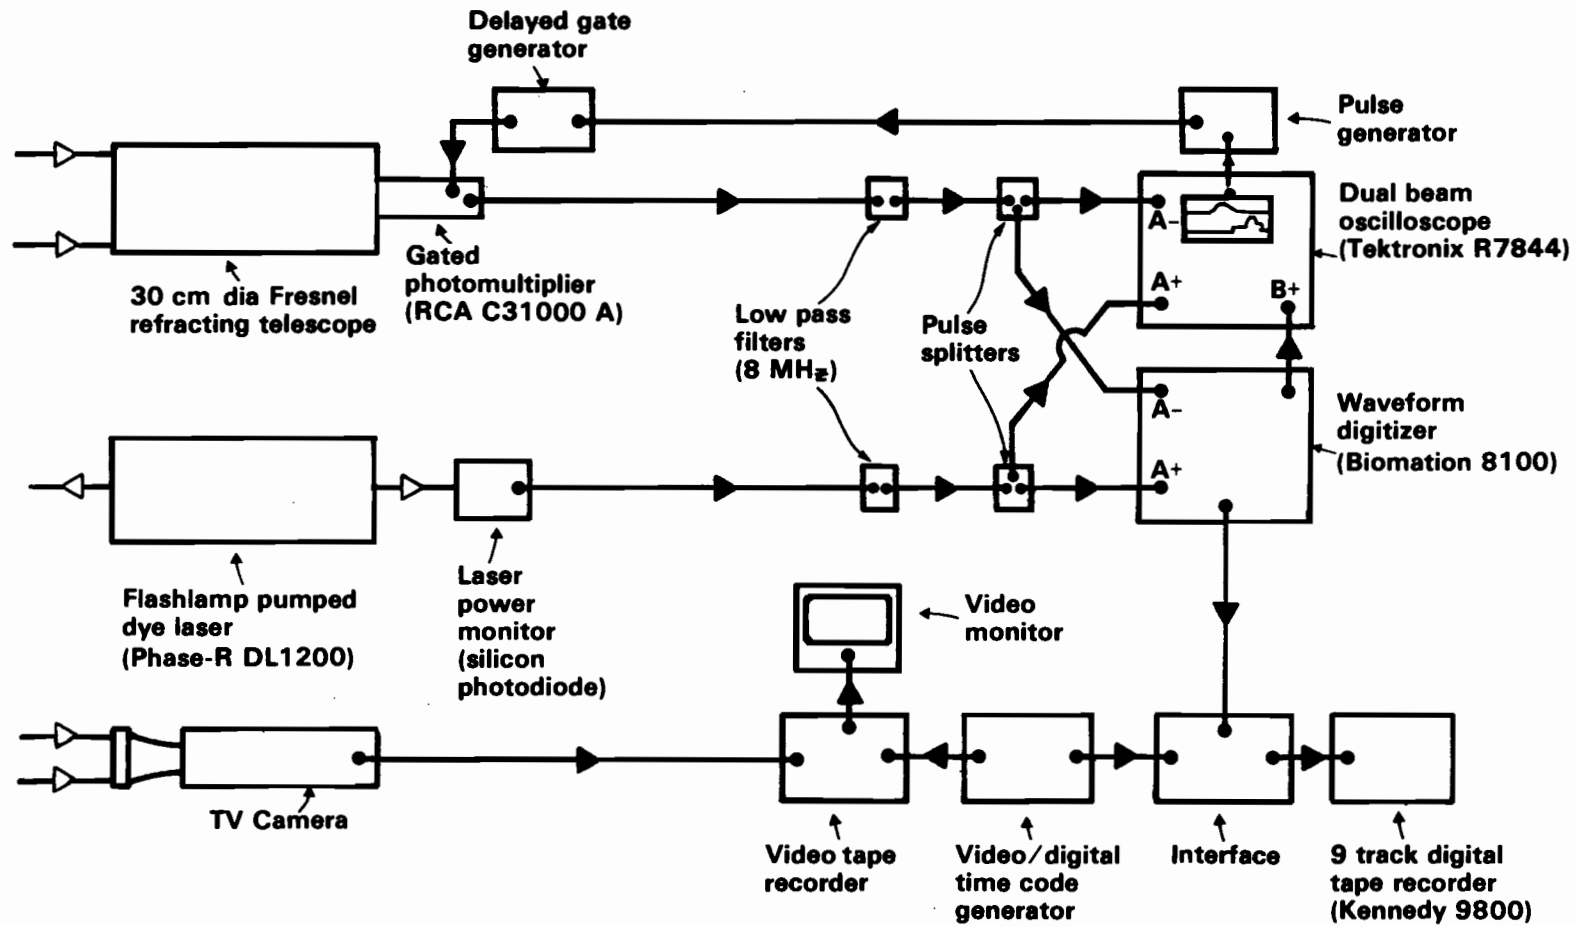 Delayed gate
generator
Pulse
generator
Dual beam
oscilloscope
(Tektronix R7844)
A-
A+
B+
Gated
photomultiplier
(RCA C31000 A)
30 cm dia Fresnel
refracting telescope
Low pass
filters
(8 MHz)
Pulse
splitters
A-
A+
Waveform
digitizer
(Biomation 8100)
Flashlamp pumped
dye laser
(Phase-R DL1200)
Laser
power
monitor
(silicon
photodiode)
Video
monitor
TV Camera
Video tape
recorder
Video/digital
time code
generator
Interface
9 track digital
tape recorder
(Kennedy 9800)